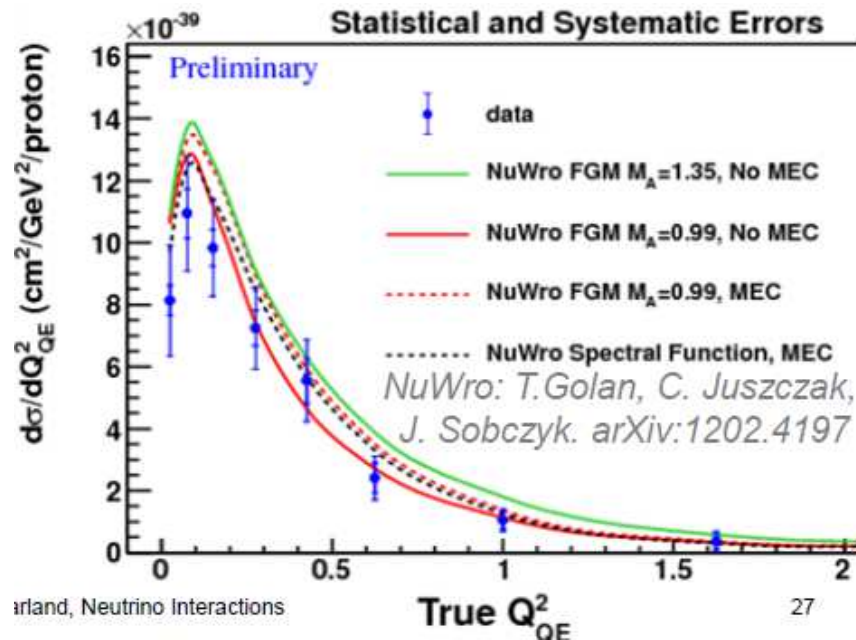 ×10⁻³⁹
Statistical and Systematic Errors
dσ/dQ²_QE (cm²/GeV²/proton)
16
14
12
10
8
6
4
2
0
Preliminary
data
NuWro FGM M_A=1.35, No MEC
NuWro FGM M_A=0.99, No MEC
NuWro FGM M_A=0.99, MEC
NuWro Spectral Function, MEC
NuWro: T.Golan, C. Juszczak,
J. Sobczyk. arXiv:1202.4197
0 0.5 1 1.5 2
True Q²_QE
arland, Neutrino Interactions
27